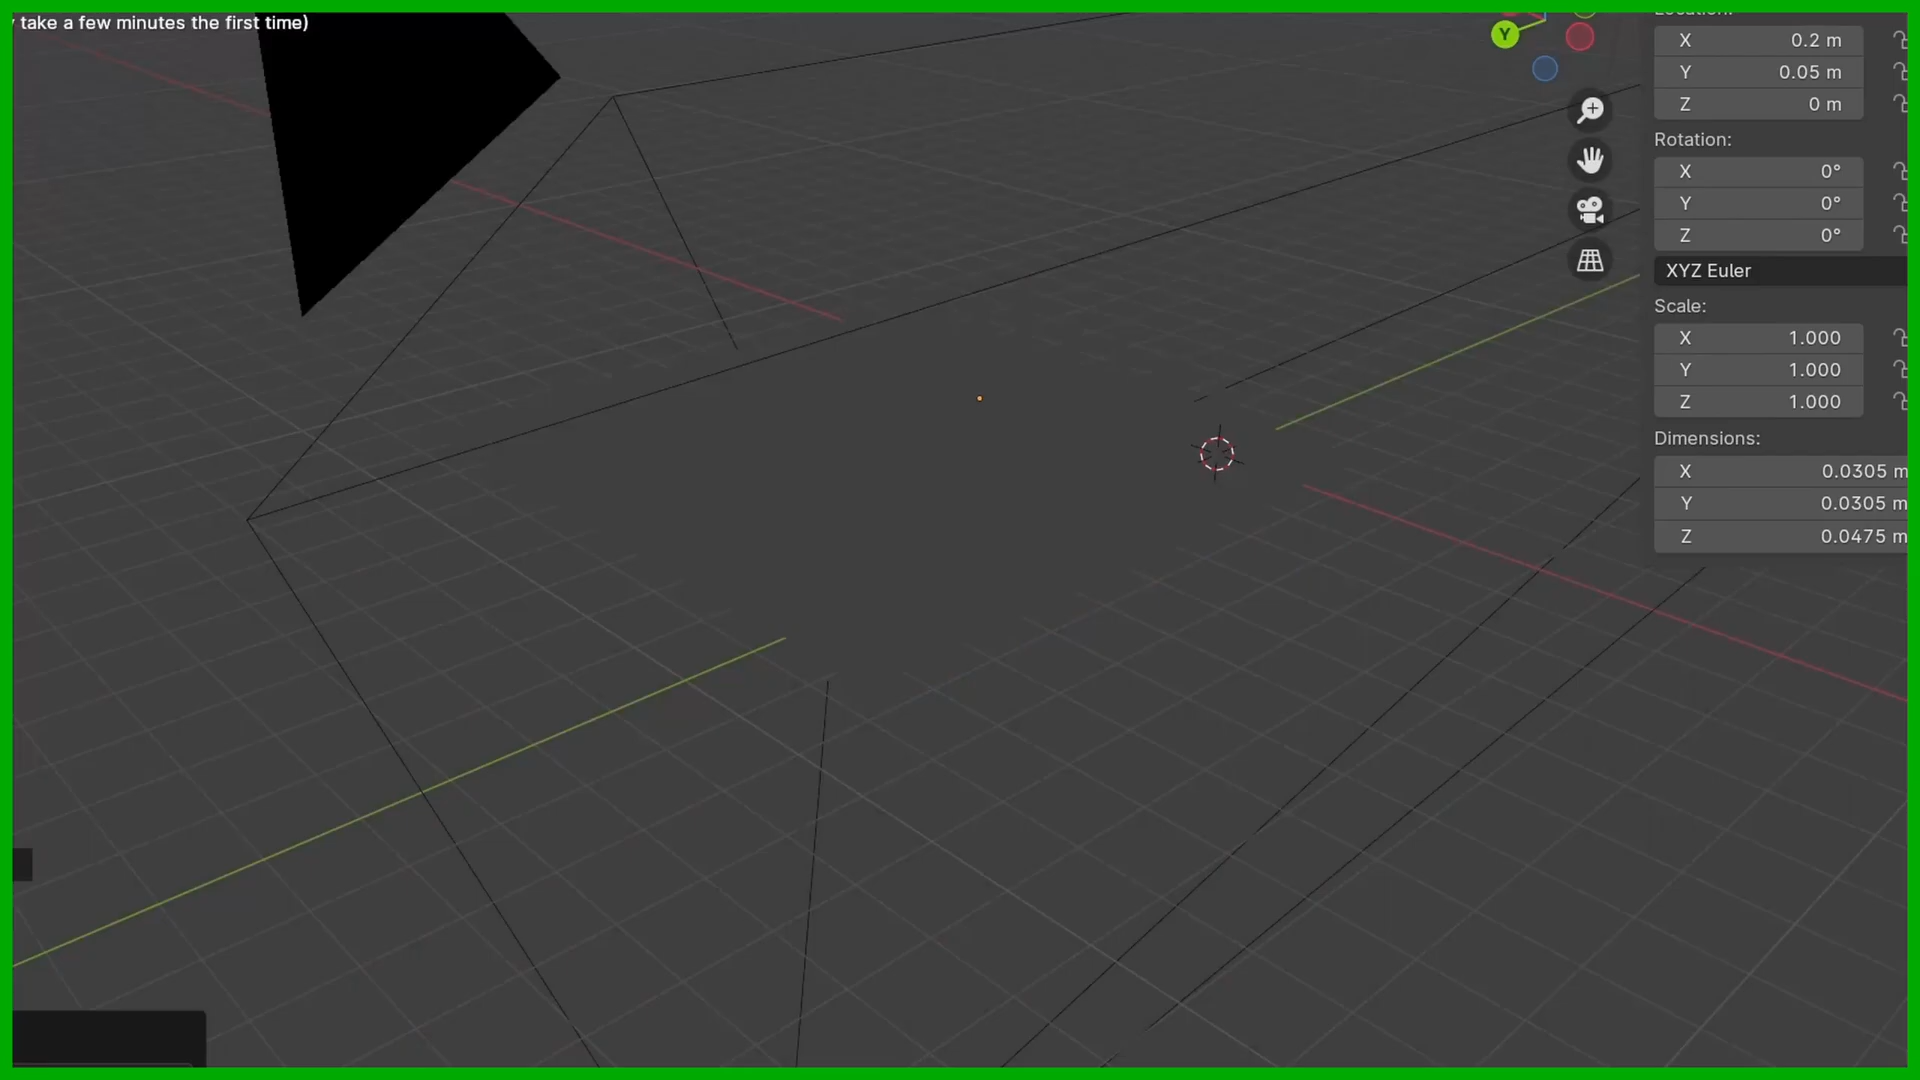 take a few minutes the first time)
Y
X 0.2 m
Y 0.05 m
Z 0 m
Rotation:
X 0°
Y 0°
Z 0°
XYZ Euler
Scale:
X 1.000
Y 1.000
Z 1.000
Dimensions:
X 0.0305 m
Y 0.0305 m
Z 0.0475 m